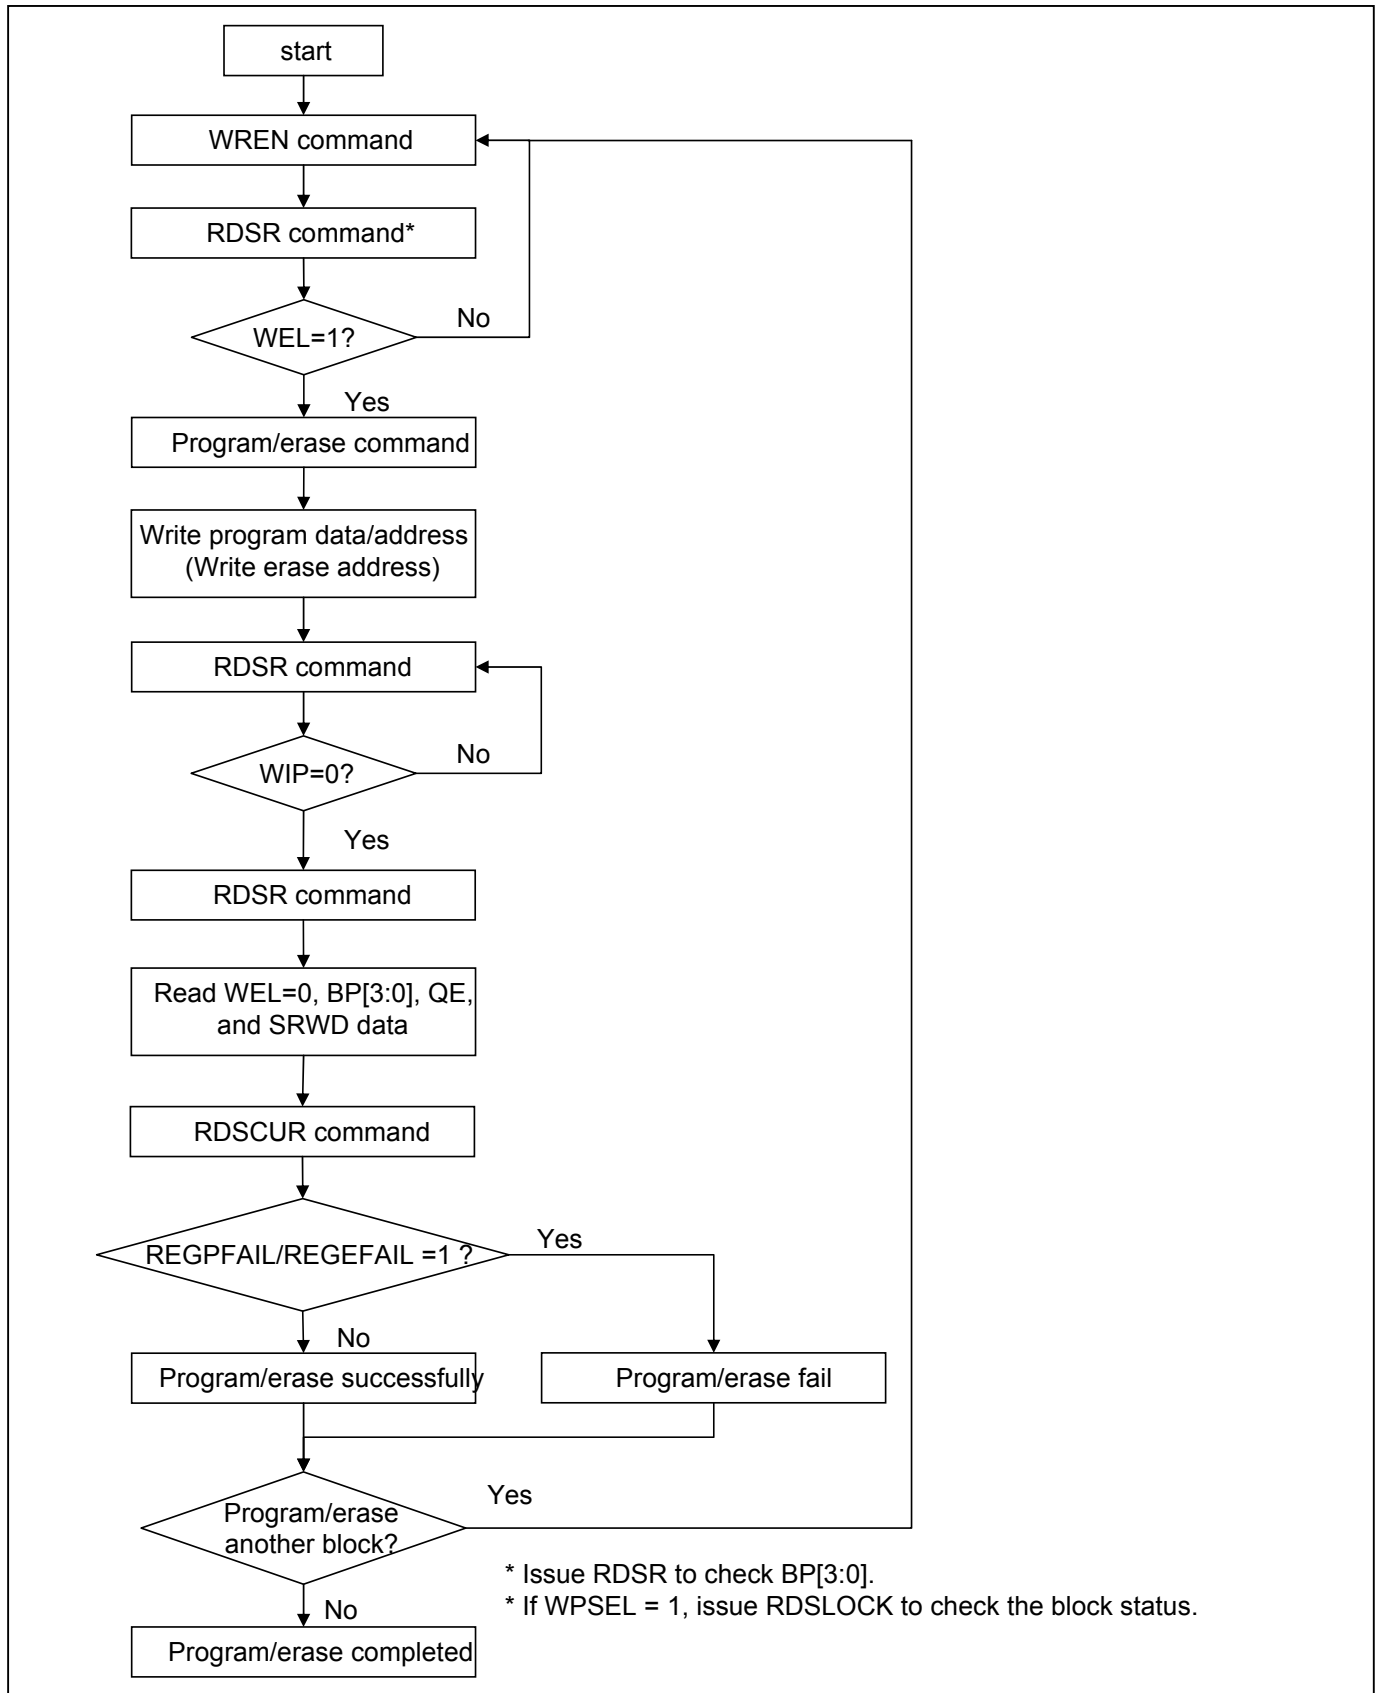 start
WREN command
RDSR command*
WEL=1?
No
Yes
Program/erase command
Write program data/address
(Write erase address)
RDSR command
WIP=0?
No
Yes
RDSR command
Read WEL=0, BP[3:0], QE,
and SRWD data
RDSCUR command
REGPFAIL/REGEFAIL =1 ?
Yes
No
Program/erase successfully
Program/erase fail
Program/erase
another block?
Yes
No
* Issue RDSR to check BP[3:0].
* If WPSEL = 1, issue RDSLOCK to check the block status.
Program/erase completed